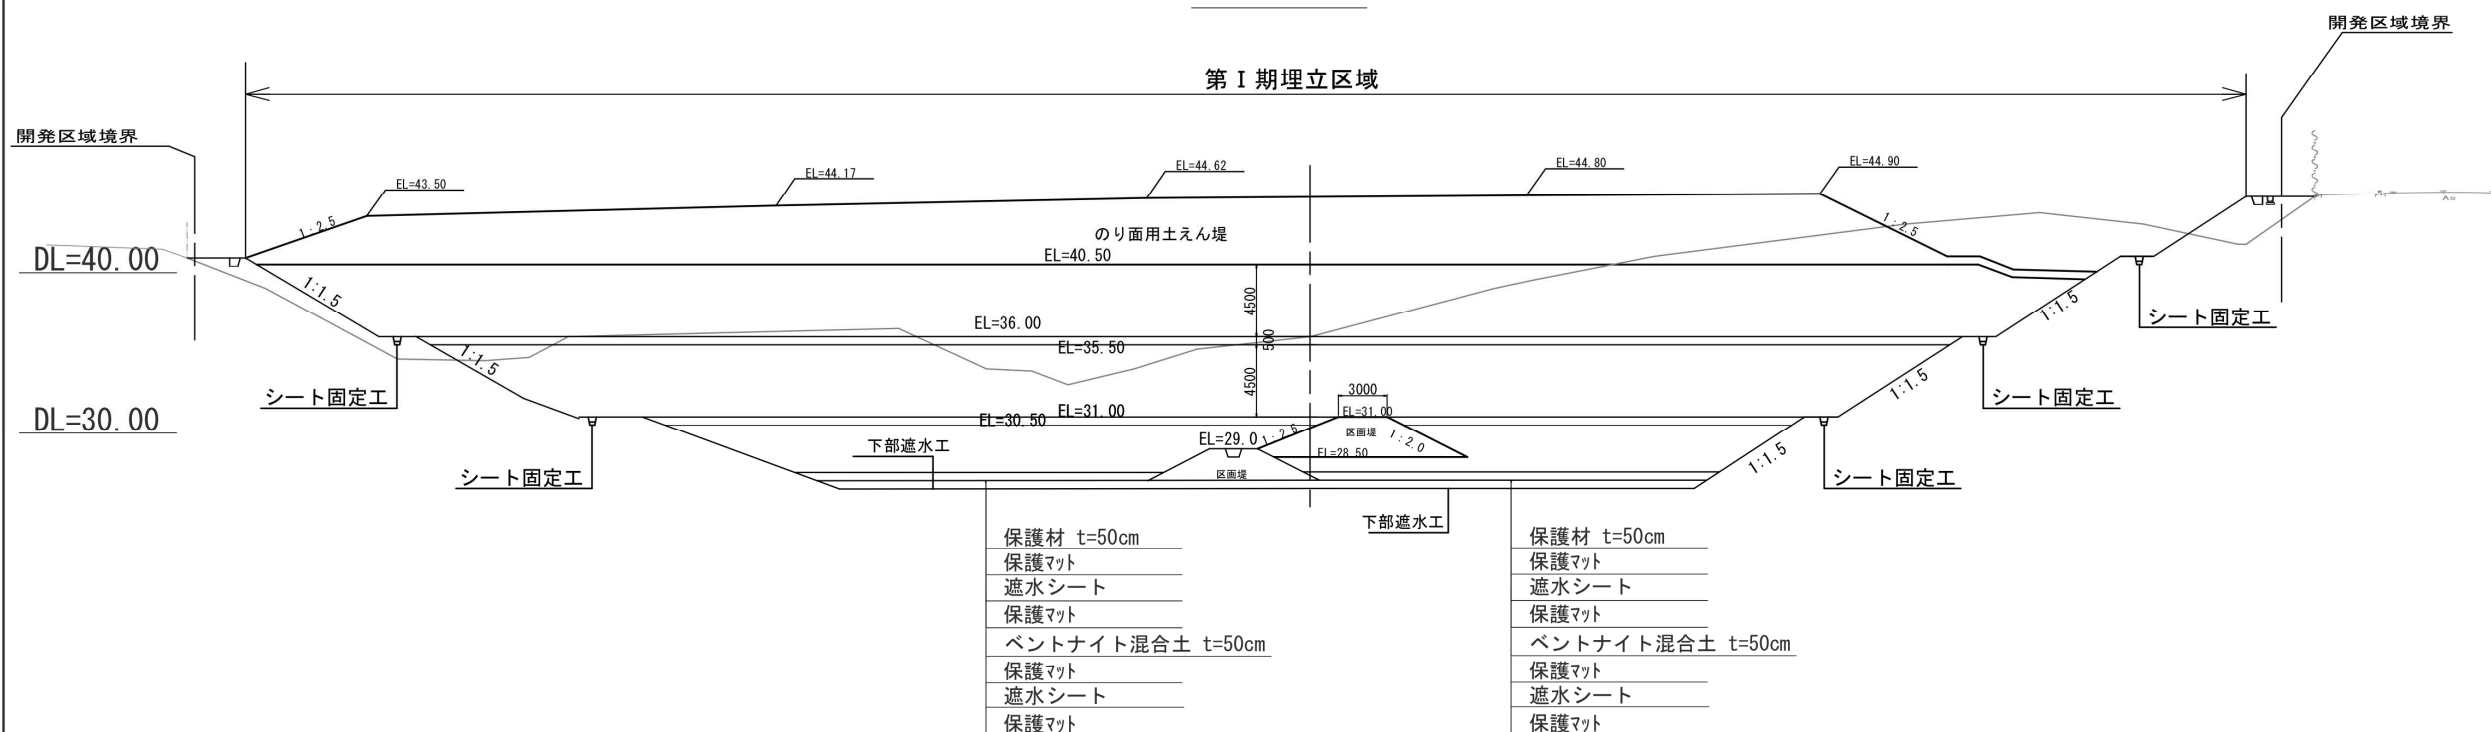 開発区域境界
第Ⅰ期埋立区域
開発区域境界
EL=44.62
EL=44.80
EL=44.90
EL=44.17
EL=43.50
1:2.5
1:2.5
のり面用土えん堤
EL=40.50
DL=40.00
1:1.5
4500
1:1.5
シート固定工
EL=36.00
500
EL=35.50
1:1.5
4500
1:1.5
3000
シート固定工
シート固定工
DL=30.00
EL=31.00
EL=31.00
EL=30.50
区画堤
1:2.5
1:2.0
EL=29.0
下部遮水工
EL=28.50
1:1.5
シート固定工
区画堤
シート固定工
下部遮水工
保護材 t=50cm
保護マット
遮水シート
保護マット
ベントナイト混合土 t=50cm
保護マット
遮水シート
保護マット
保護材 t=50cm
保護マット
遮水シート
保護マット
ベントナイト混合土 t=50cm
保護マット
遮水シート
保護マット